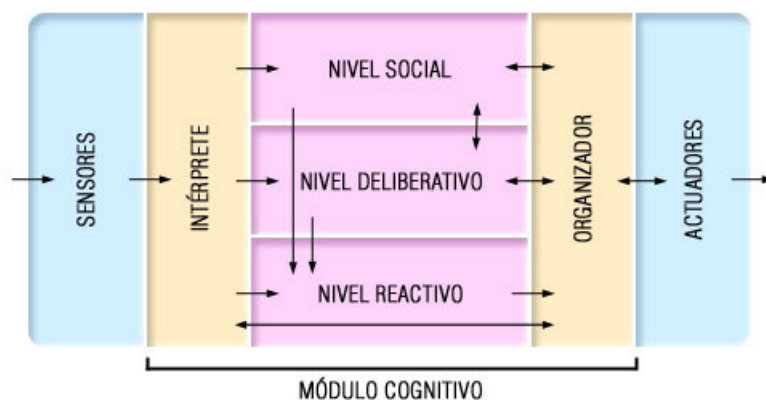 SENSORES
INTÉRPRETE
NIVEL SOCIAL
NIVEL DELIBERATIVO
NIVEL REACTIVO
ORGANIZADOR
ACTUADORES
MÓDULO COGNITIVO